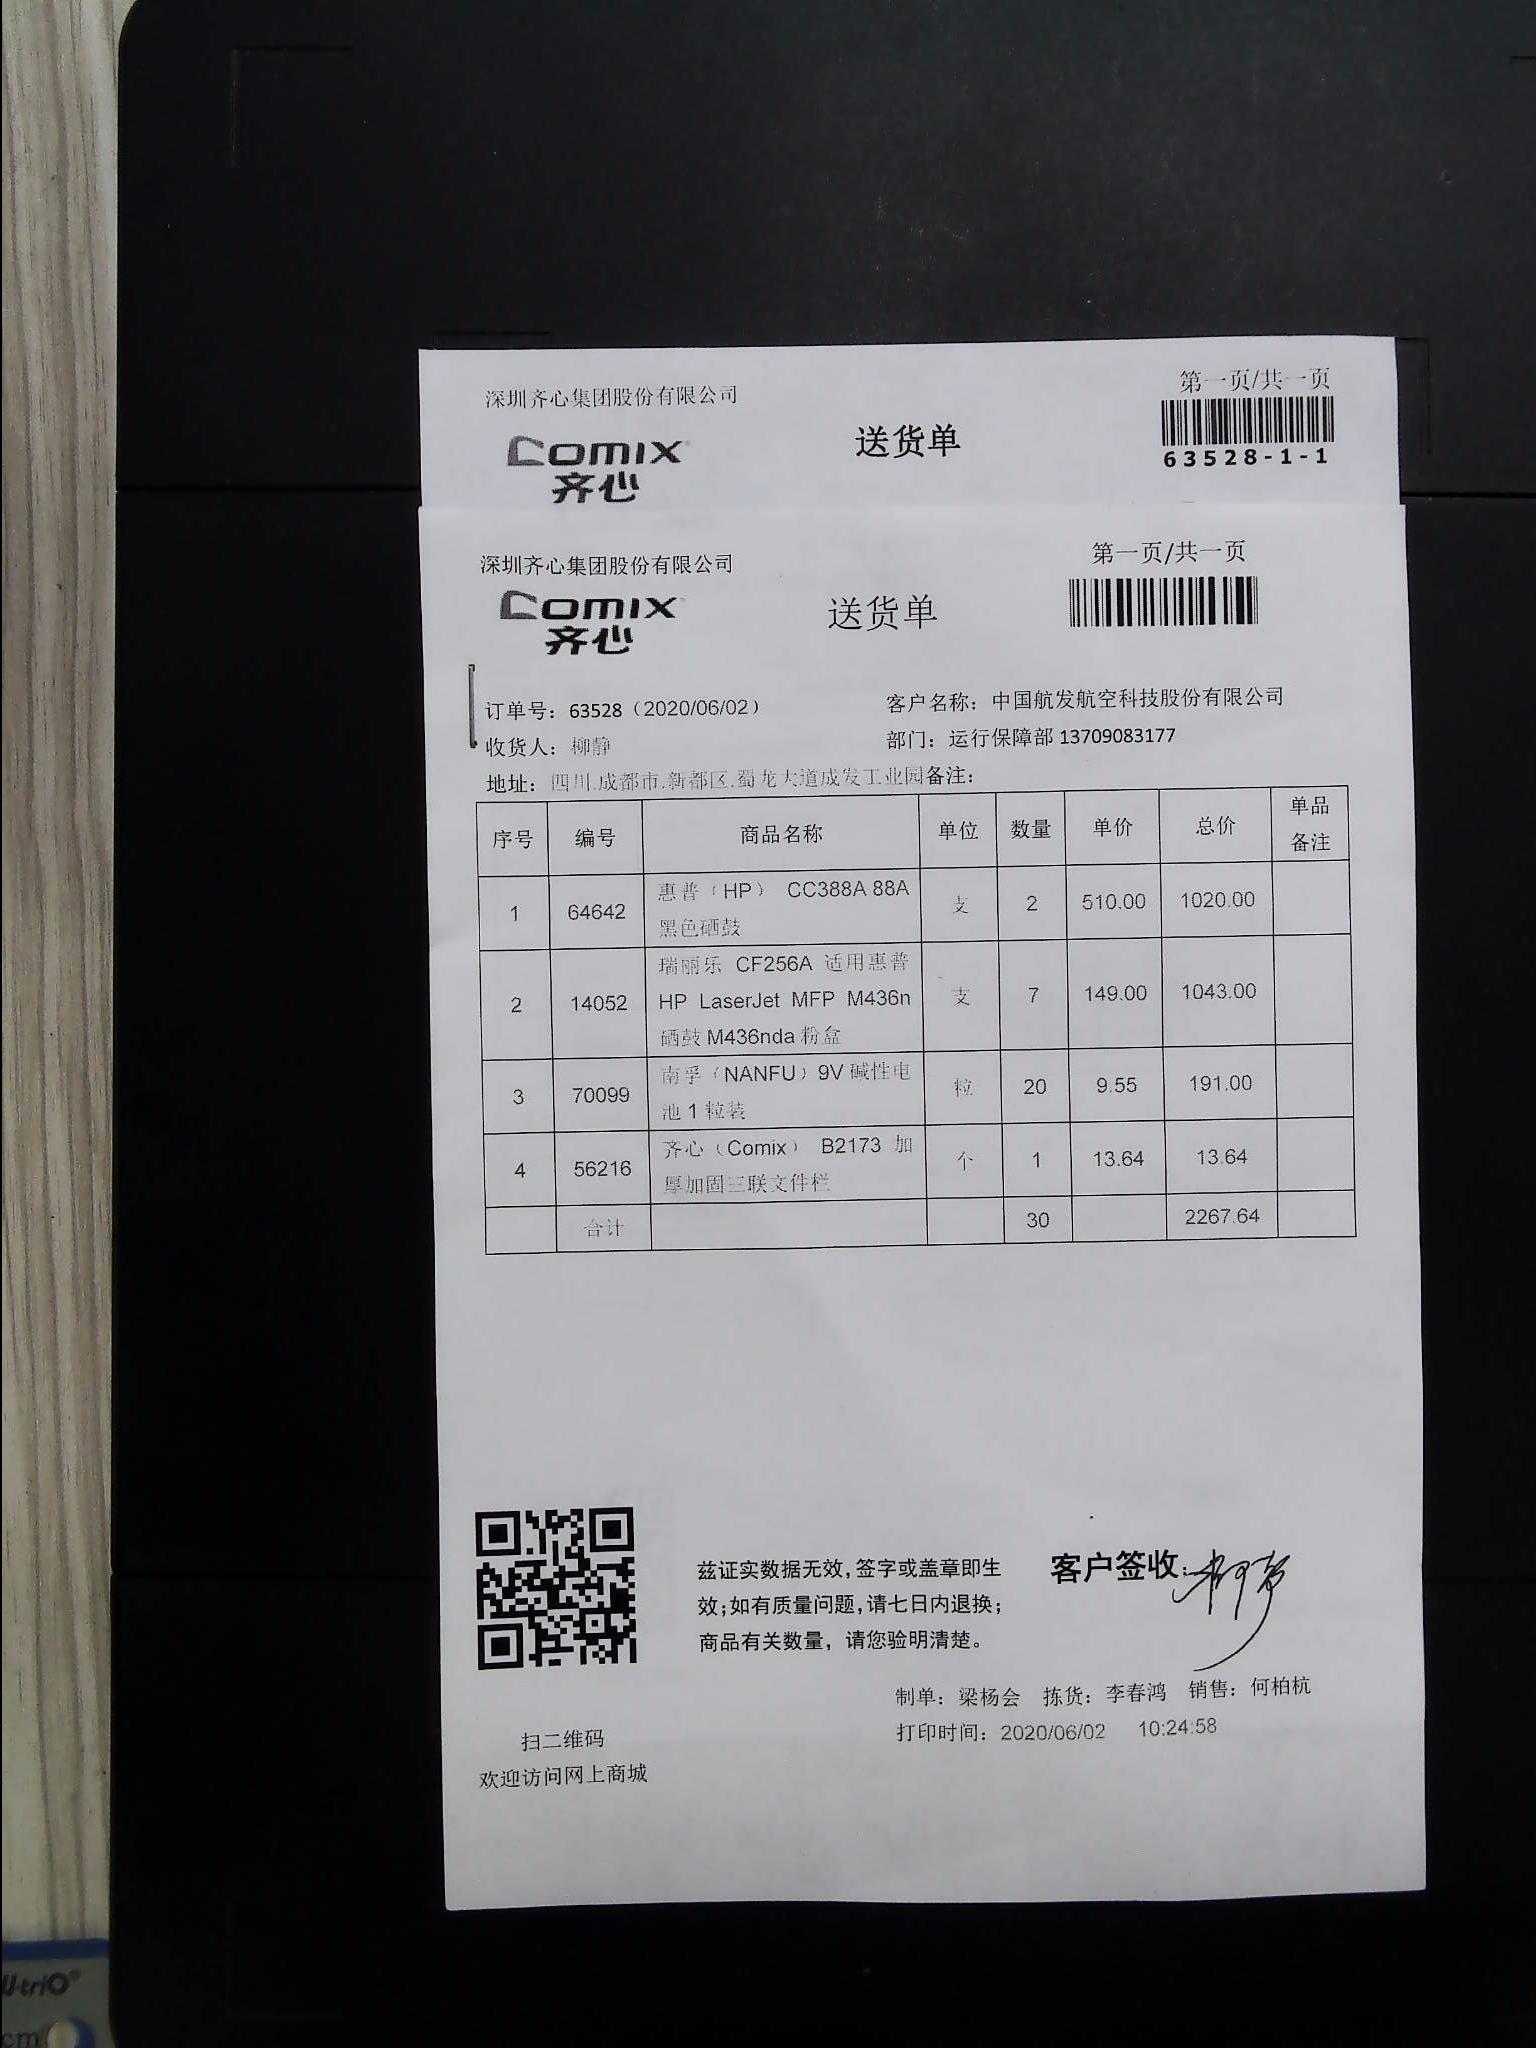 深圳齐心集团股份有限公司
第一页/共一页
comix
齐心
送货单
63528-1-1
深圳齐心集团股份有限公司
第一页/共一页
comix
齐心
送货单
订单号：63528（2020/06/02）
客户名称：中国航发航空科技股份有限公司
收货人：柳静
部门：运行保障部 13709083177
地址：四川.成都市.新都区.蜀龙大道成发工业园备注：
序号 编号 商品名称 单位 数量 单价 总价 单品备注
1 64642 惠普（HP） CC388A 88A 支 2 510.00 1020.00
黑色硒鼓
瑞丽乐 CF256A 适用惠普
2 14052 HP LaserJet MFP M436n 支 7 149.00 1043.00
硒鼓 M436nda 粉盒
3 70099 南孚（NANFU）9V 碱性电 粒 20 9.55 191.00
池 1 粒装
4 56216 齐心（Comix） B2173 加 个 1 13.64 13.64
厚加固三联文件栏
合计 30 2267.64
兹证实数据无效,签字或盖章即生
效;如有质量问题,请七日内退换;
商品有关数量，请您验明清楚。
客户签收:柳静
制单：梁杨会 拣货：李春鸿 销售：何柏杭
打印时间：2020/06/02 10:24:58
扫二维码
欢迎访问网上商城
U-triO
cm